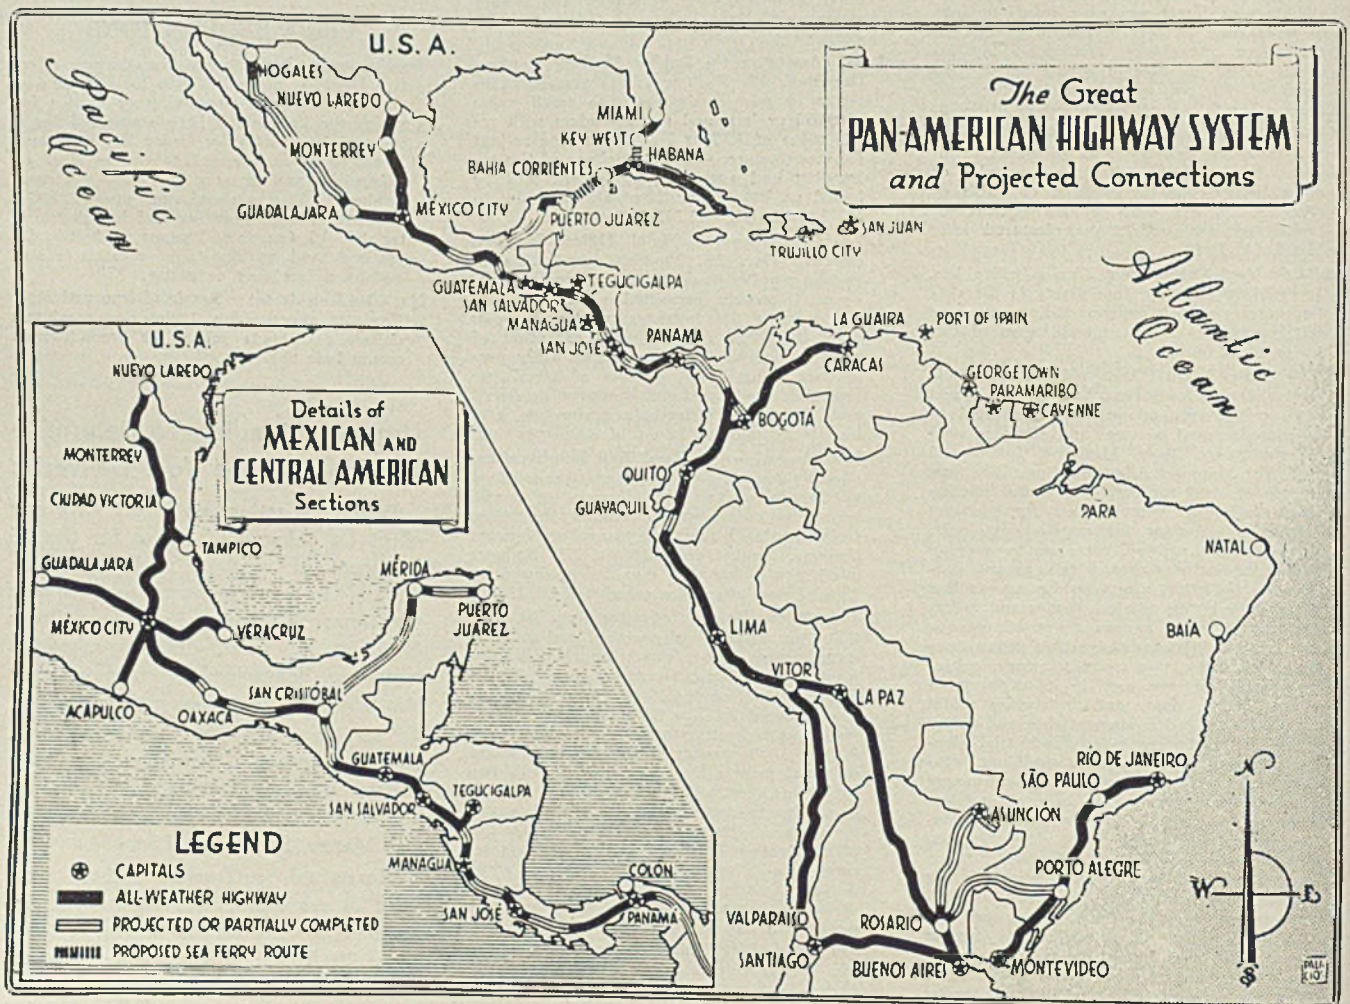 U.S.A.
Pacific
Ocean
The Great
PAN-AMERICAN HIGHWAY SYSTEM
and Projected Connections
NOGALES
NUEVO LAREDO
MONTERREY
GUADALAJARA
MÉXICO CITY
MIAMI
KEY WEST
HABANA
BAHIA CORRIENTES
PUERTO JUÁREZ
SAN JUAN
TRUJILLO CITY
GUATEMALA
TEGUCIGALPA
SAN SALVADOR
MANAGUA
SAN JOSÉ
PANAMA
LA GUAIRA
PORT OF SPAIN
CARACAS
GEORGETOWN
PARAMARIBO
CAYENNE
BOGOTÁ
Atlantic
Ocean
QUITO
GUAYAQUIL
PARA
NATAL
LIMA
BAÍA
VITOR
LA PAZ
RÍO DE JANEIRO
SÃO PAULO
ASUNCIÓN
PORTO ALEGRE
VALPARAISO
ROSARIO
SANTIAGO
BUENOS AIRES
MONTEVIDEO
N
W
E
S
U.S.A.
NUEVO LAREDO
Details of
MEXICAN AND
CENTRAL AMERICAN
Sections
MONTERREY
CIUDAD VICTORIA
TAMPICO
GUADALAJARA
MÉRIDA
PUERTO
JUÁREZ
MÉXICO CITY
VERACRUZ
SAN CRISTÓBAL
ACAPULCO
OAXACA
GUATEMALA
SAN SALVADOR
TEGUCIGALPA
MANAGUA
COLÓN
SAN JOSÉ
PANAMÁ
LEGEND
CAPITALS
ALL-WEATHER HIGHWAY
PROJECTED OR PARTIALLY COMPLETED
PROPOSED SEA FERRY ROUTE